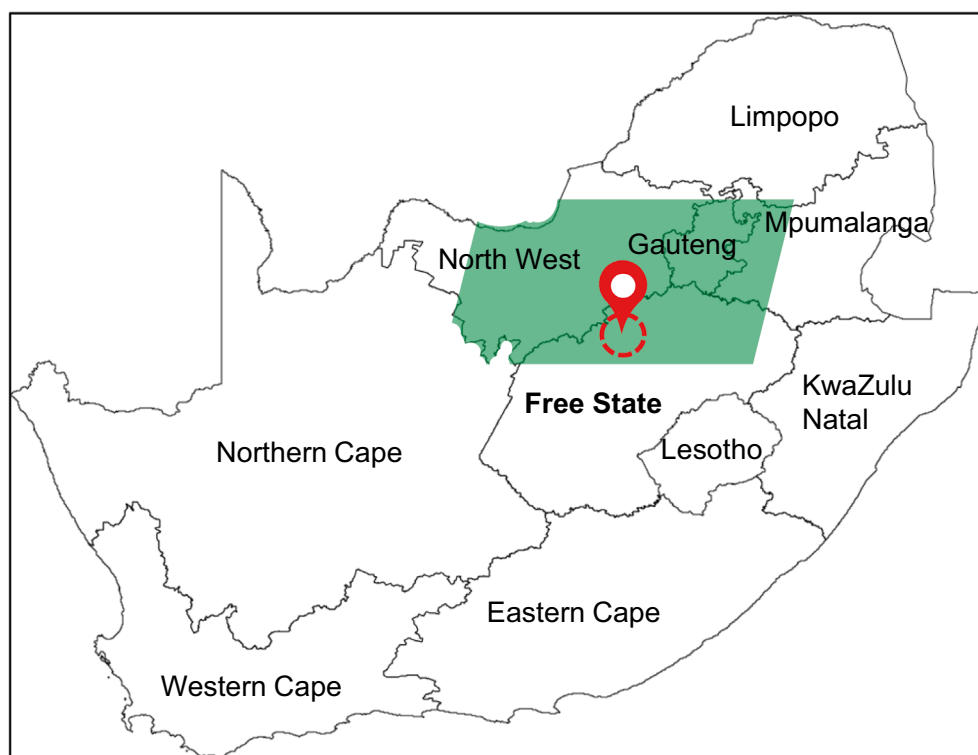 Limpopo
Mpumalanga
Gauteng
North West
KwaZulu
Natal
Free State
Lesotho
Northern Cape
Eastern Cape
Western Cape